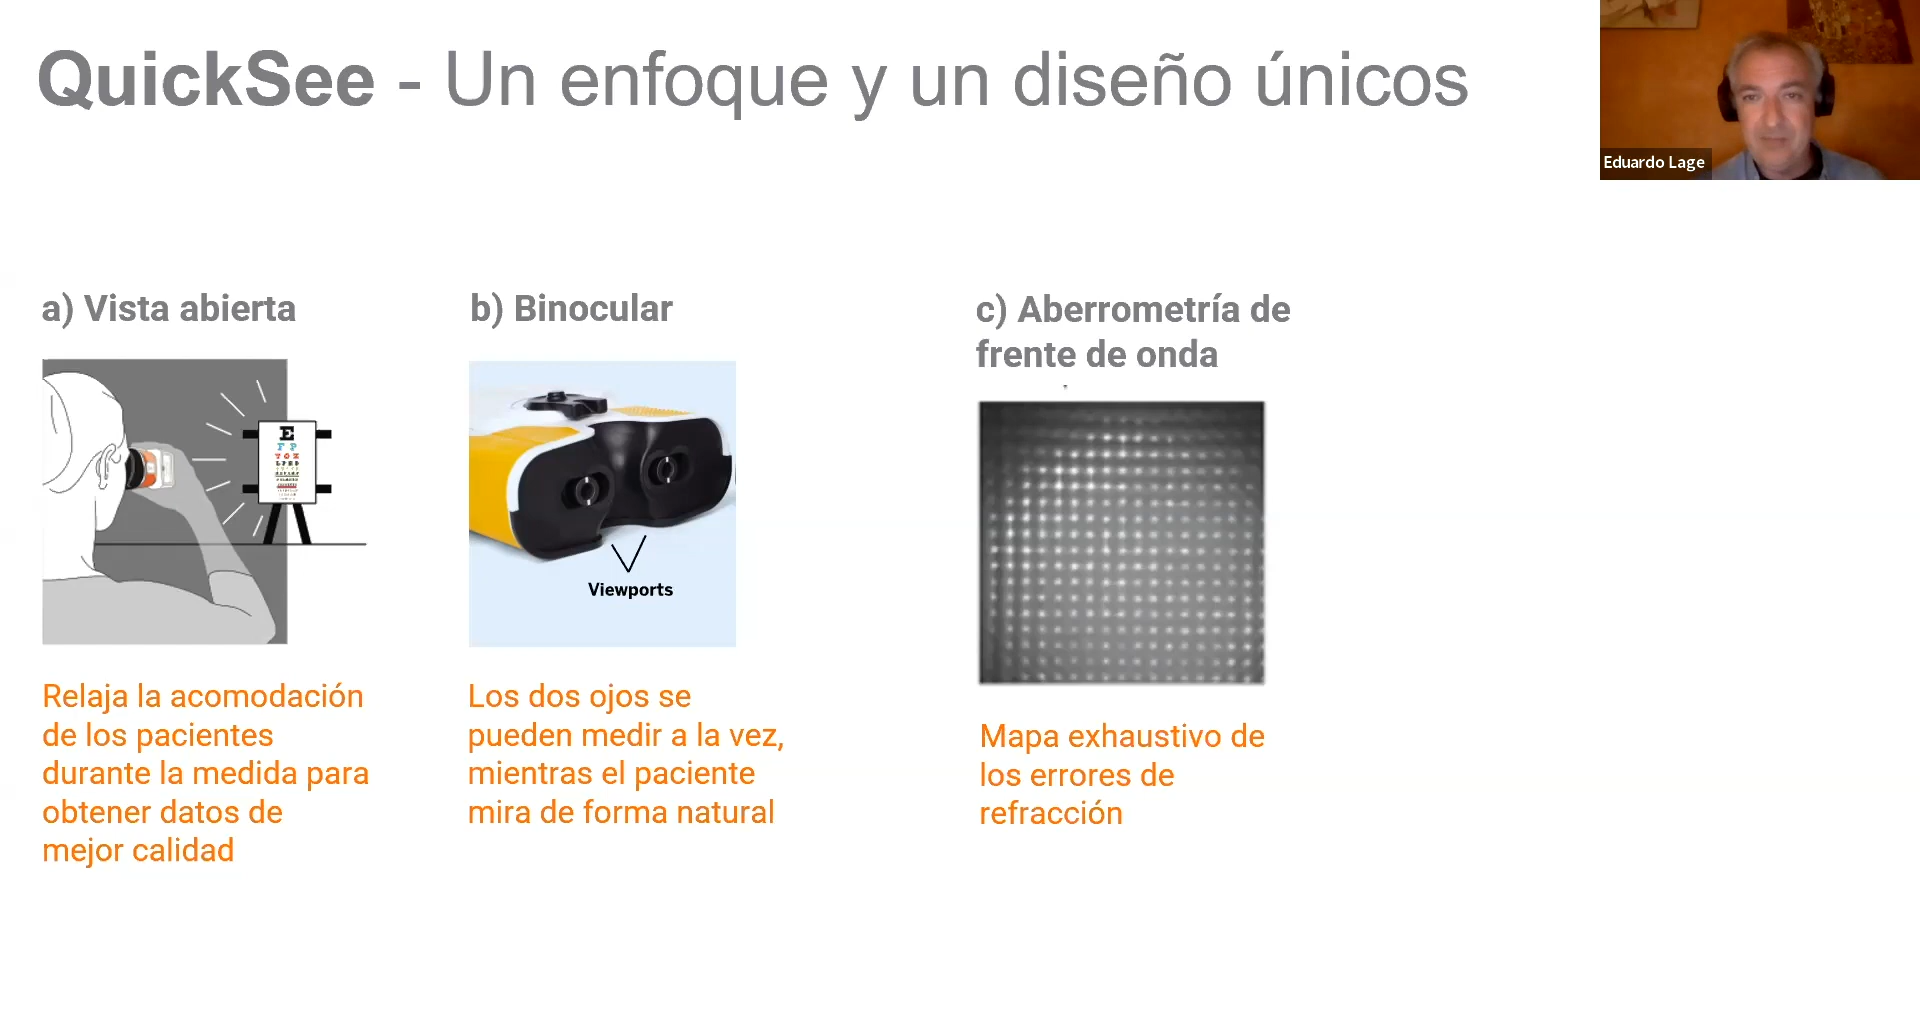 QuickSee - Un enfoque y un diseño únicos
Eduardo Lage
a) Vista abierta
E
F P
T O Z
L P E D
Relaja la acomodación
de los pacientes
durante la medida para
obtener datos de
mejor calidad
b) Binocular
Viewports
Los dos ojos se
pueden medir a la vez,
mientras el paciente
mira de forma natural
c) Aberrometría de
frente de onda
Mapa exhaustivo de
los errores de
refracción